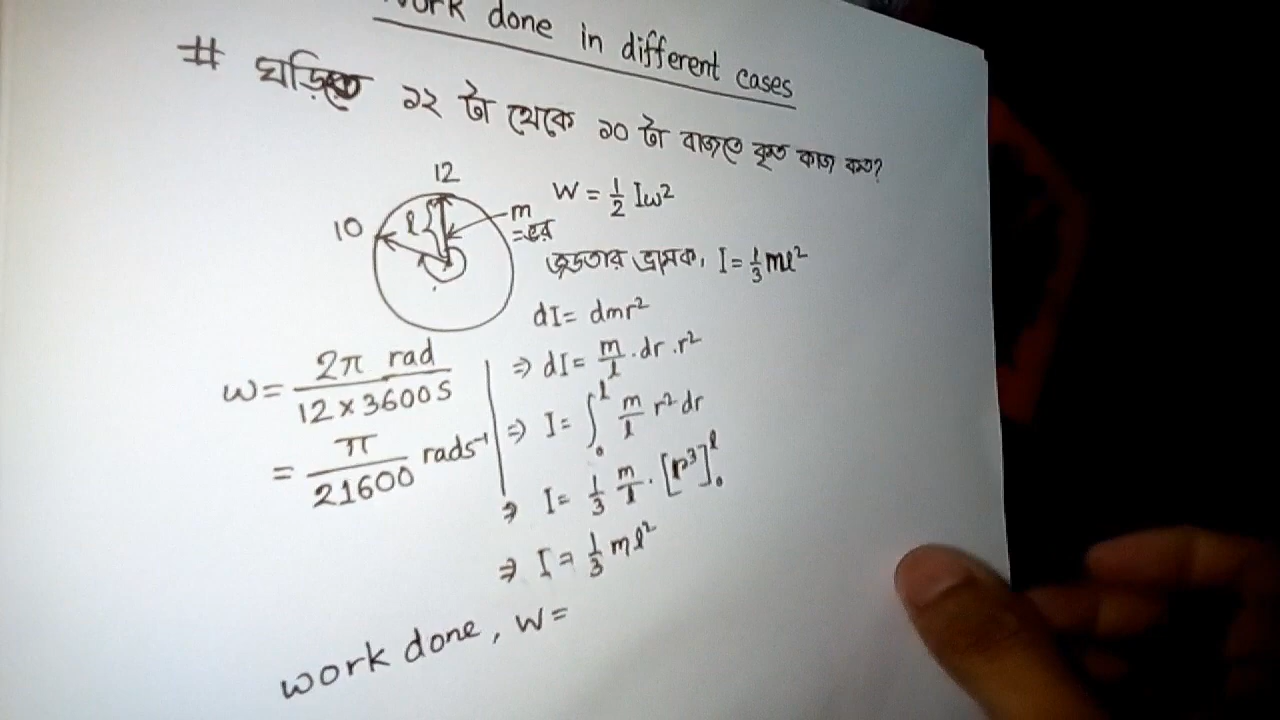 Work done in different cases
# ঘড়িতে ১২ টা থেকে ১০ টা বাজতে কৃত কাজ কত?
12
10
l
m
=ভর
W = 1/2 Iω²
জড়তার ভ্রামক, I = 1/3 ml²
dI = dmr²
⇒ dI = m/l · dr · r²
⇒ I = ∫₀ˡ m/l r² dr
⇒ I = 1/3 m/l · [r³]₀ˡ
⇒ I = 1/3 ml²
ω = 2π rad / 12 × 3600 s
= π/21600 rads⁻¹
work done, W =